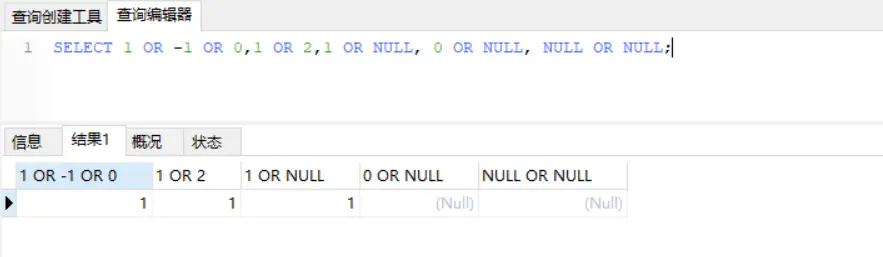 查询创建工具 查询编辑器
1 SELECT 1 OR -1 OR 0,1 OR 2,1 OR NULL, 0 OR NULL, NULL OR NULL;
信息 结果1 概况 状态
1 OR -1 OR 0 1 OR 2 1 OR NULL 0 OR NULL NULL OR NULL
1 1 1 (Null) (Null)